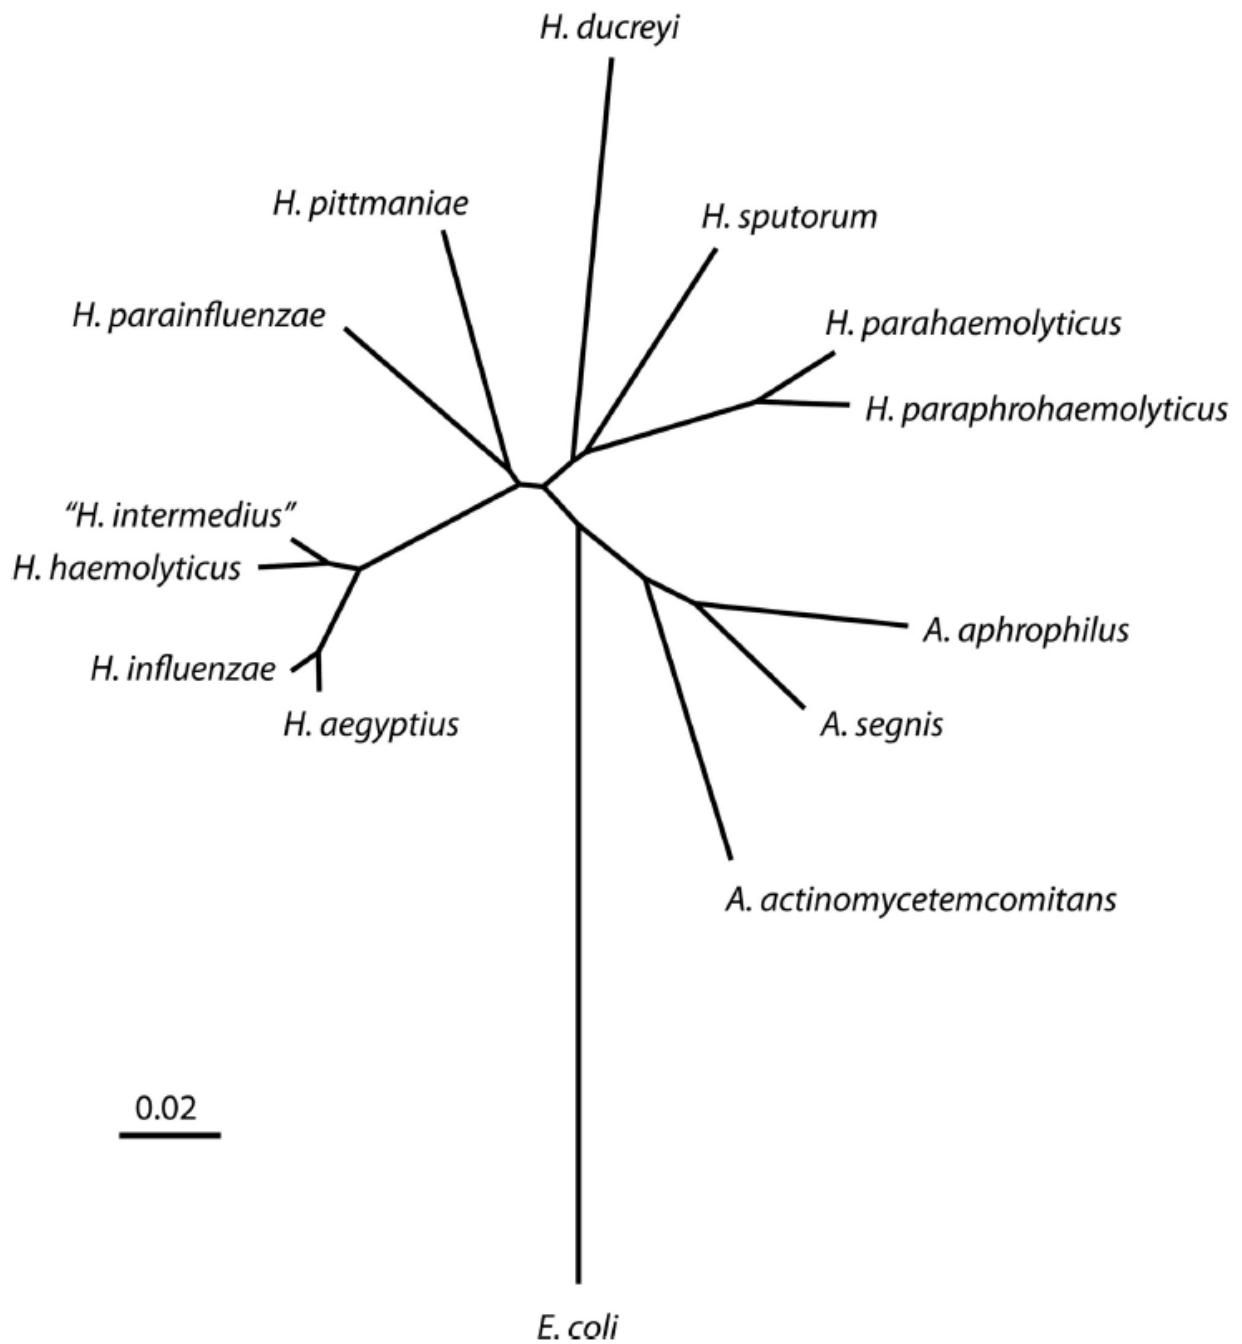 H. ducreyi
H. pittmaniae
H. sputorum
H. parainfluenzae
H. parahaemolyticus
H. paraphrohaemolyticus
“H. intermedius”
H. haemolyticus
A. aphrophilus
H. influenzae
H. aegyptius
A. segnis
A. actinomycetemcomitans
0.02
E. coli